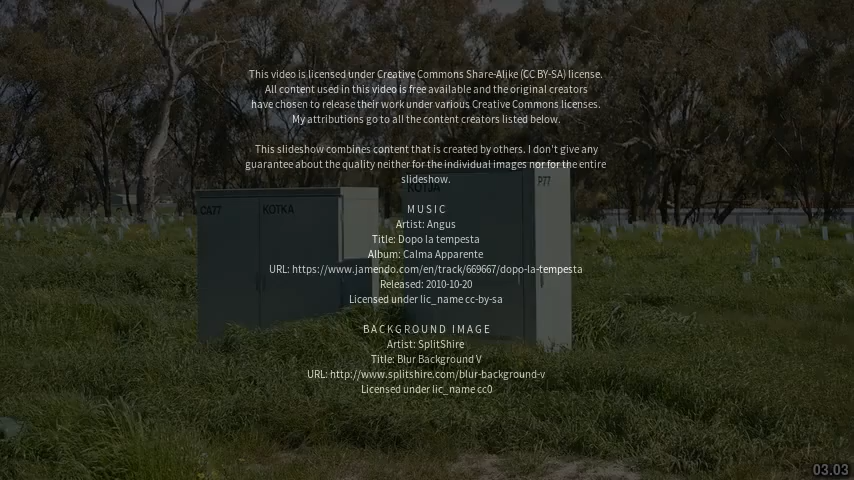 This video is licensed under Creative Commons Share-Alike (CC BY-SA) license.
All content used in this video is free available and the original creators
have chosen to release their work under various Creative Commons licenses.
My attributions go to all the content creators listed below.
This slideshow combines content that is created by others. I don't give any
guarantee about the quality neither for the individual images nor for the entire
slideshow.
P77
KOTJA
CA77
KOTKA
MUSIC
Artist: Angus
Title: Dopo la tempesta
Album: Calma Apparente
URL: https://www.jamendo.com/en/track/669667/dopo-la-tempesta
Released: 2010-10-20
Licensed under lic_name cc-by-sa
BACKGROUND IMAGE
Artist: SplitShire
Title: Blur Background V
URL: http://www.splitshire.com/blur-background-v
Licensed under lic_name cc0
03.03